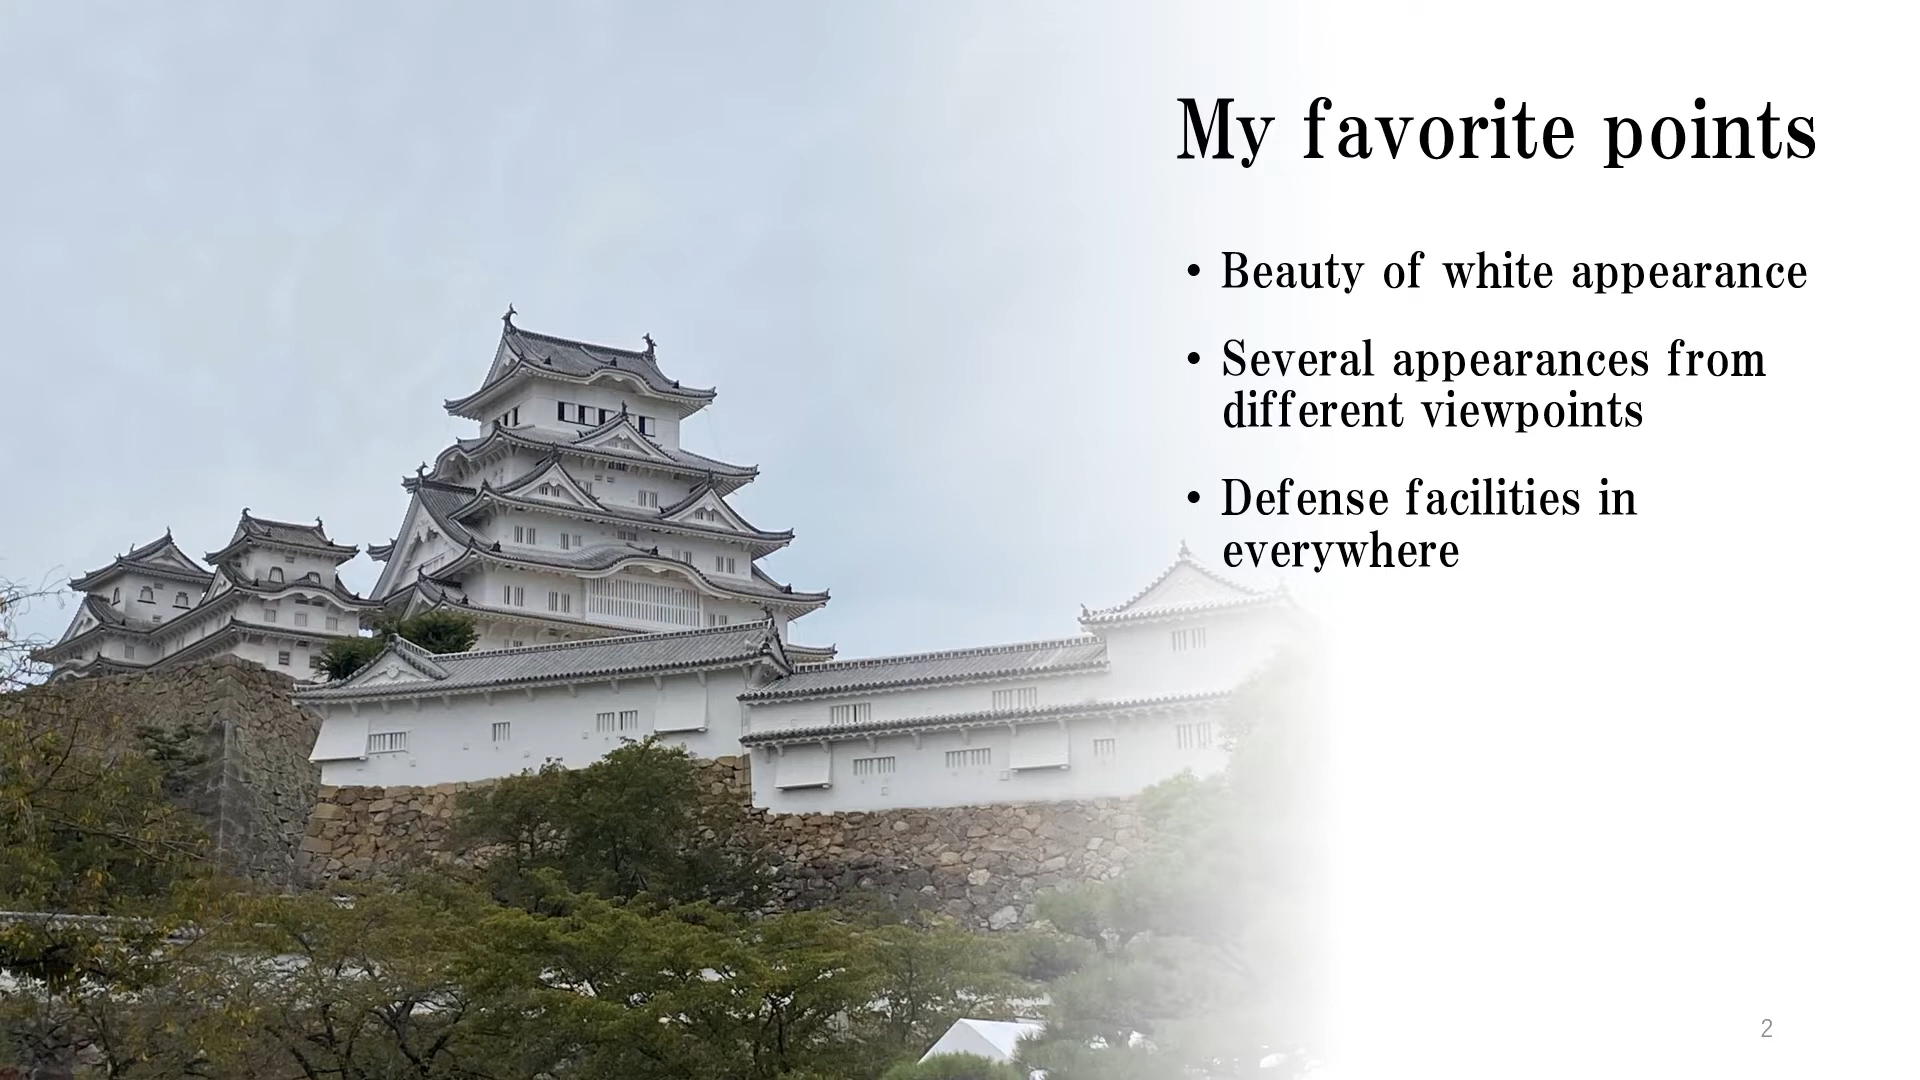 My favorite points
• Beauty of white appearance
• Several appearances from
different viewpoints
• Defense facilities in
everywhere
2